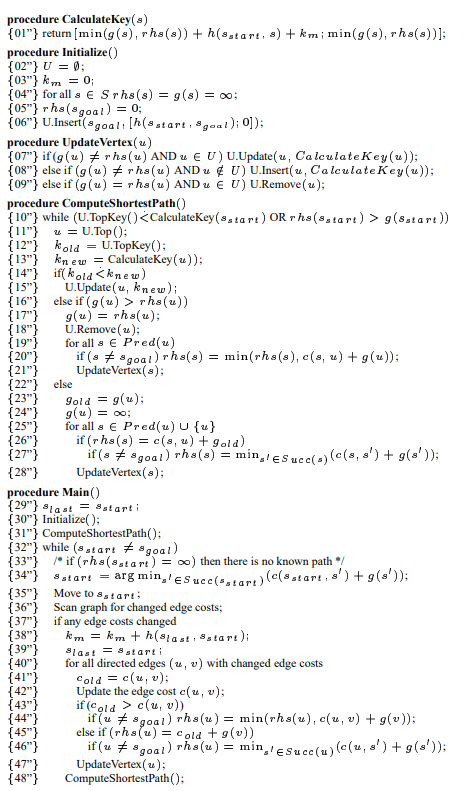 procedure CalculateKey(s)
{01”} return [min(g(s), rhs(s)) + h(s_start, s) + k_m; min(g(s), rhs(s))];
procedure Initialize()
{02”} U = ∅;
{03”} k_m = 0;
{04”} for all s ∈ S rhs(s) = g(s) = ∞;
{05”} rhs(s_goal) = 0;
{06”} U.Insert(s_goal, [h(s_start, s_goal); 0]);
procedure UpdateVertex(u)
{07”} if (g(u) ≠ rhs(u) AND u ∈ U) U.Update(u, CalculateKey(u));
{08”} else if (g(u) ≠ rhs(u) AND u ∉ U) U.Insert(u, CalculateKey(u));
{09”} else if (g(u) = rhs(u) AND u ∈ U) U.Remove(u);
procedure ComputeShortestPath()
{10”} while (U.TopKey() <̇ CalculateKey(s_start) OR rhs(s_start) > g(s_start))
{11”} u = U.Top();
{12”} k_old = U.TopKey();
{13”} k_new = CalculateKey(u));
{14”} if(k_old <̇ k_new)
{15”} U.Update(u, k_new);
{16”} else if (g(u) > rhs(u))
{17”} g(u) = rhs(u);
{18”} U.Remove(u);
{19”} for all s ∈ Pred(u)
{20”} if (s ≠ s_goal) rhs(s) = min(rhs(s), c(s, u) + g(u));
{21”} UpdateVertex(s);
{22”} else
{23”} g_old = g(u);
{24”} g(u) = ∞;
{25”} for all s ∈ Pred(u) ∪ {u}
{26”} if (rhs(s) = c(s, u) + g_old)
{27”} if (s ≠ s_goal) rhs(s) = min_s'∈Succ(s)(c(s, s') + g(s'));
{28”} UpdateVertex(s);
procedure Main()
{29”} s_last = s_start;
{30”} Initialize();
{31”} ComputeShortestPath();
{32”} while (s_start ≠ s_goal)
{33”} /* if (rhs(s_start) = ∞) then there is no known path */
{34”} s_start = arg min_s'∈Succ(s_start)(c(s_start, s') + g(s'));
{35”} Move to s_start;
{36”} Scan graph for changed edge costs;
{37”} if any edge costs changed
{38”} k_m = k_m + h(s_last, s_start);
{39”} s_last = s_start;
{40”} for all directed edges (u, v) with changed edge costs
{41”} c_old = c(u, v);
{42”} Update the edge cost c(u, v);
{43”} if (c_old > c(u, v))
{44”} if (u ≠ s_goal) rhs(u) = min(rhs(u), c(u, v) + g(v));
{45”} else if (rhs(u) = c_old + g(v))
{46”} if (u ≠ s_goal) rhs(u) = min_s'∈Succ(u)(c(u, s') + g(s'));
{47”} UpdateVertex(u);
{48”} ComputeShortestPath();